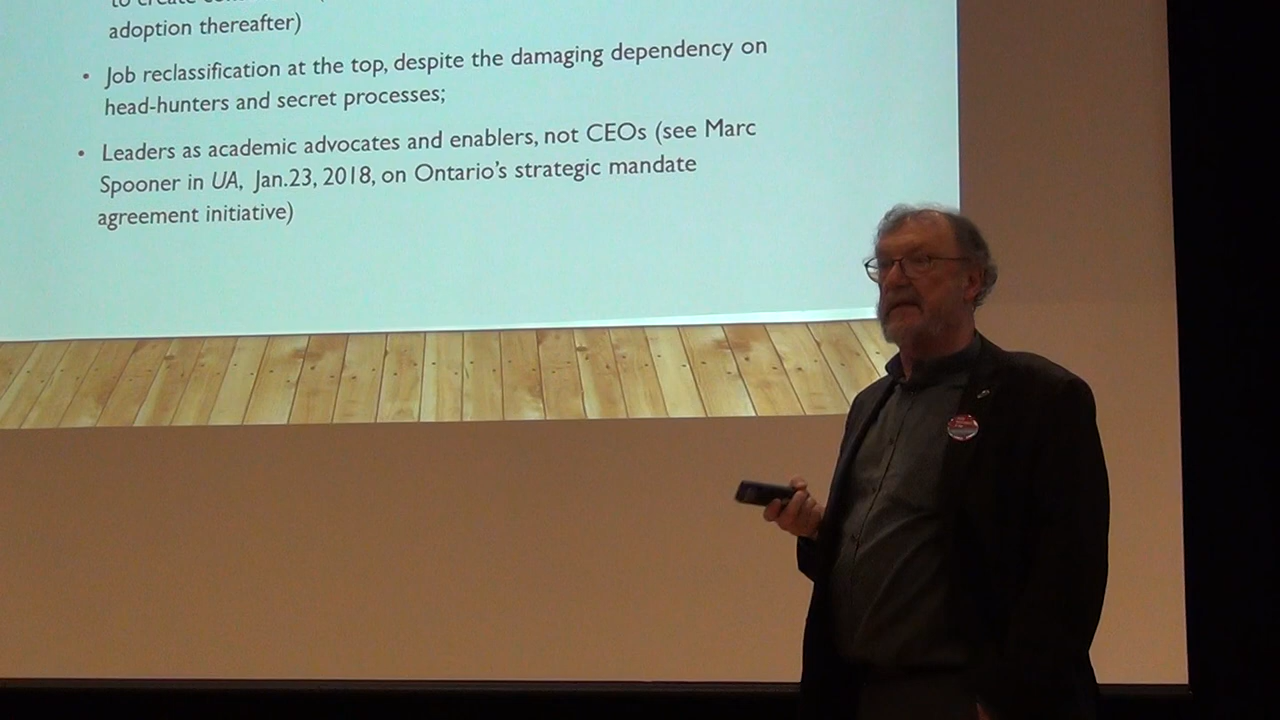 to create
adoption thereafter)
• Job reclassification at the top, despite the damaging dependency on
head-hunters and secret processes;
• Leaders as academic advocates and enablers, not CEOs (see Marc
Spooner in UA, Jan.23, 2018, on Ontario's strategic mandate
agreement initiative)